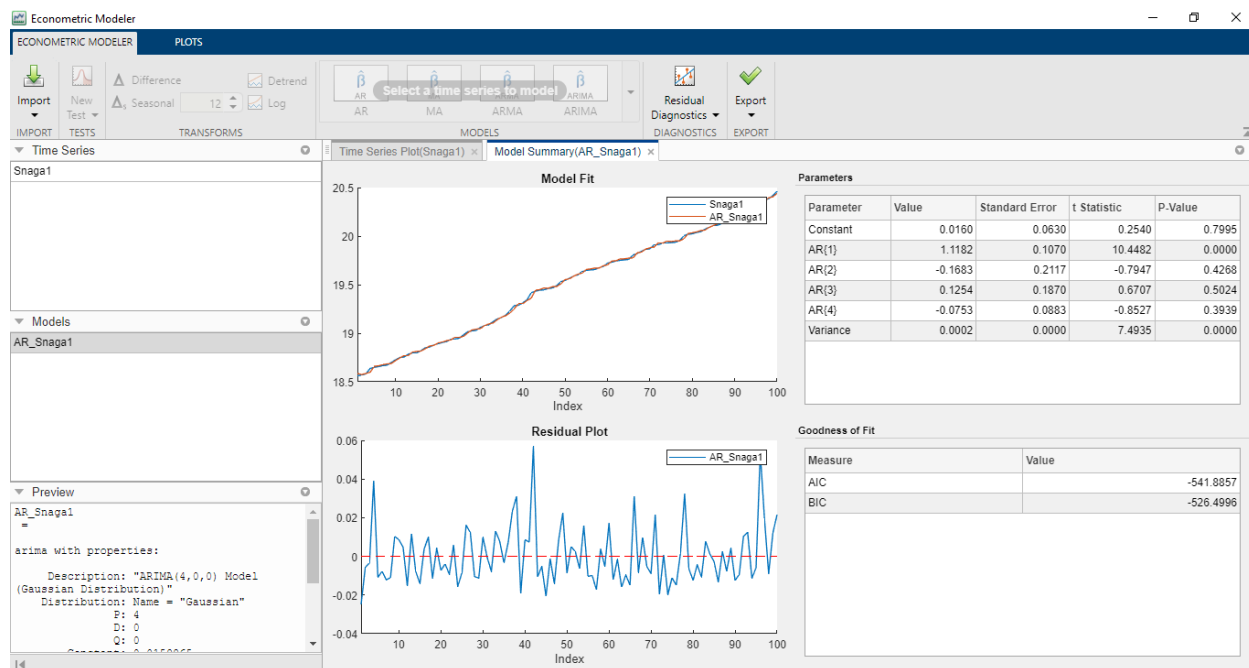 Econometric Modeler
ECONOMETRIC MODELER PLOTS
Import
New Test
Δ Difference
Δs Seasonal 12
Detrend
Log
β̂ AR
β̂
β̂
β̂ ARIMA
Select a time series to model
AR MA ARMA ARIMA
Residual Diagnostics
Export
IMPORT TESTS TRANSFORMS MODELS DIAGNOSTICS EXPORT
Time Series
Snaga1
Models
AR_Snaga1
Preview
AR_Snaga1
=
arima with properties:
Description: "ARIMA(4,0,0) Model
(Gaussian Distribution)"
Distribution: Name = "Gaussian"
P: 4
D: 0
Q: 0
Time Series Plot(Snaga1) × Model Summary(AR_Snaga1) ×
Model Fit
Snaga1
AR_Snaga1
20.5
20
19.5
19
18.5
10 20 30 40 50 60 70 80 90 100
Index
Residual Plot
AR_Snaga1
0.06
0.04
0.02
0
-0.02
-0.04
10 20 30 40 50 60 70 80 90 100
Index
Parameters
Parameter Value Standard Error t Statistic P-Value
Constant 0.0160 0.0630 0.2540 0.7995
AR{1} 1.1182 0.1070 10.4482 0.0000
AR{2} -0.1683 0.2117 -0.7947 0.4268
AR{3} 0.1254 0.1870 0.6707 0.5024
AR{4} -0.0753 0.0883 -0.8527 0.3939
Variance 0.0002 0.0000 7.4935 0.0000
Goodness of Fit
Measure Value
AIC -541.8857
BIC -526.4996